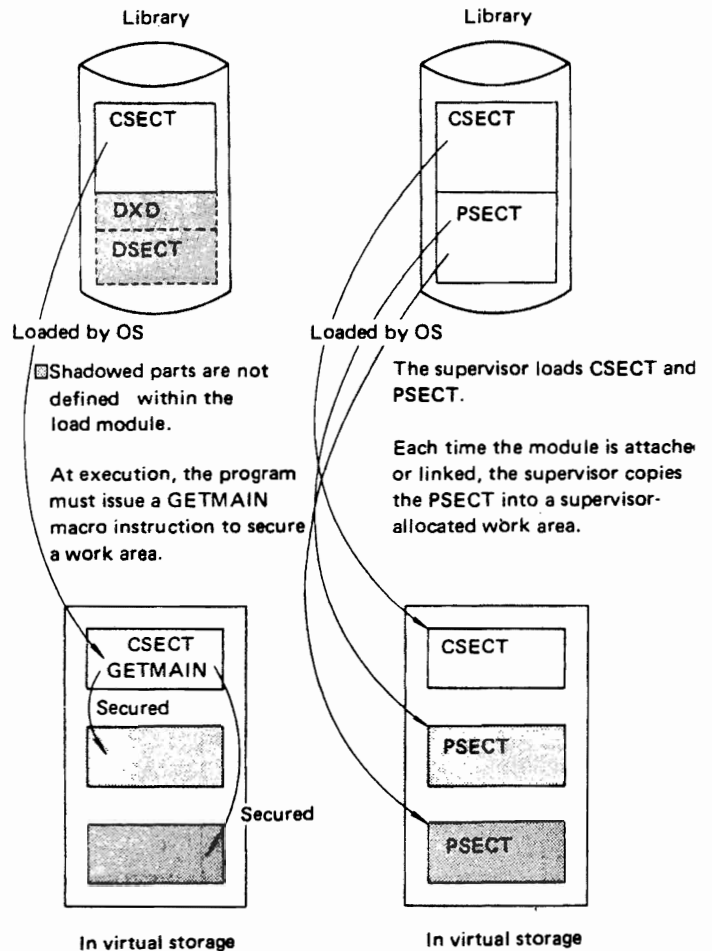 Library
CSECT
DXD
DSECT
Loaded by OS
Shadowed parts are not
defined within the
load module.
At execution, the program
must issue a GETMAIN
macro instruction to secure
a work area.
CSECT
GETMAIN
Secured
Secured
In virtual storage
Library
CSECT
PSECT
Loaded by OS
The supervisor loads CSECT and
PSECT.
Each time the module is attache
or linked, the supervisor copies
the PSECT into a supervisor-
allocated work area.
CSECT
PSECT
PSECT
In virtual storage